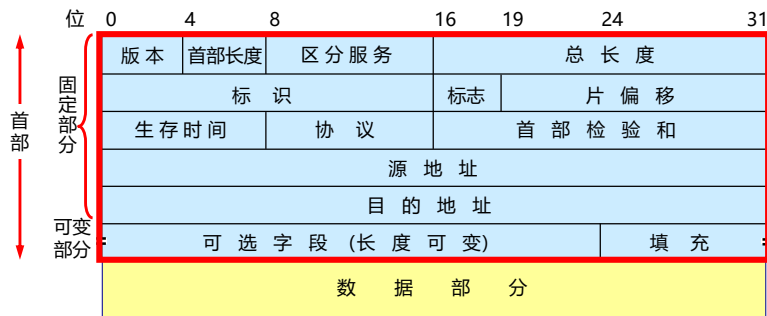 位 0 4 8 16 19 24 31
版本 首部长度 区分服务 总长度
标识 标志 片偏移
生存时间 协议 首部检验和
源地址
目的地址
可选字段 (长度可变) 填充
数据部分
首部
固定部分
可变部分